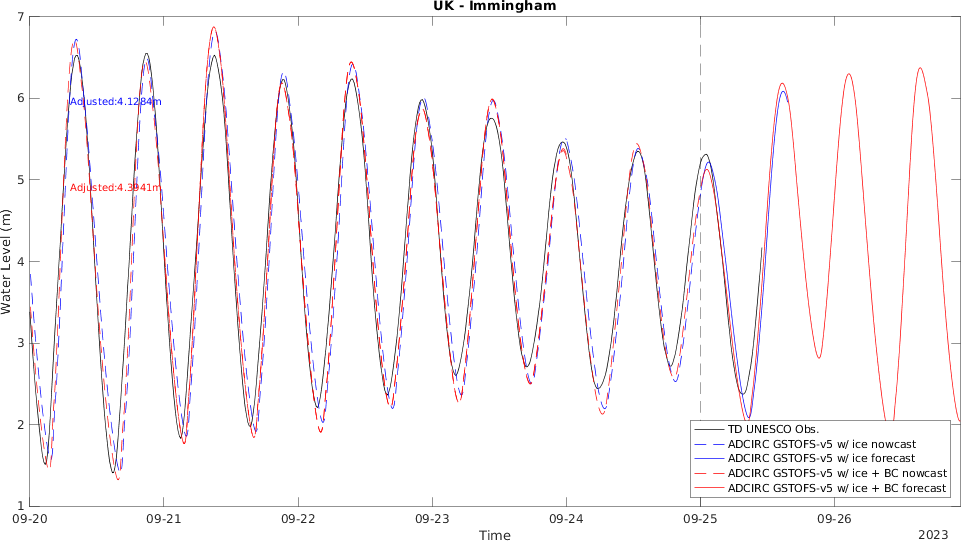 UK - Immingham
7
6
5
4
3
2
1
Water Level (m)
Adjusted:4.1284m
Adjusted:4.3941m
TD UNESCO Obs.
ADCIRC GSTOFS-v5 w/ ice nowcast
ADCIRC GSTOFS-v5 w/ ice forecast
ADCIRC GSTOFS-v5 w/ ice + BC nowcast
ADCIRC GSTOFS-v5 w/ ice + BC forecast
09-20 09-21 09-22 09-23 09-24 09-25 09-26
Time
2023